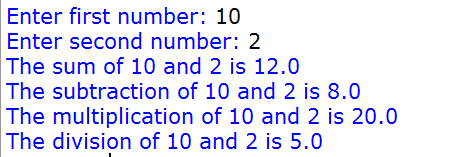 Enter first number: 10
Enter second number: 2
The sum of 10 and 2 is 12.0
The subtraction of 10 and 2 is 8.0
The multiplication of 10 and 2 is 20.0
The division of 10 and 2 is 5.0